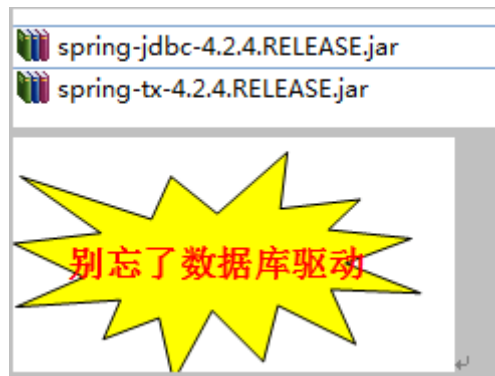 spring-jdbc-4.2.4.RELEASE.jar
spring-tx-4.2.4.RELEASE.jar
别忘了数据库驱动